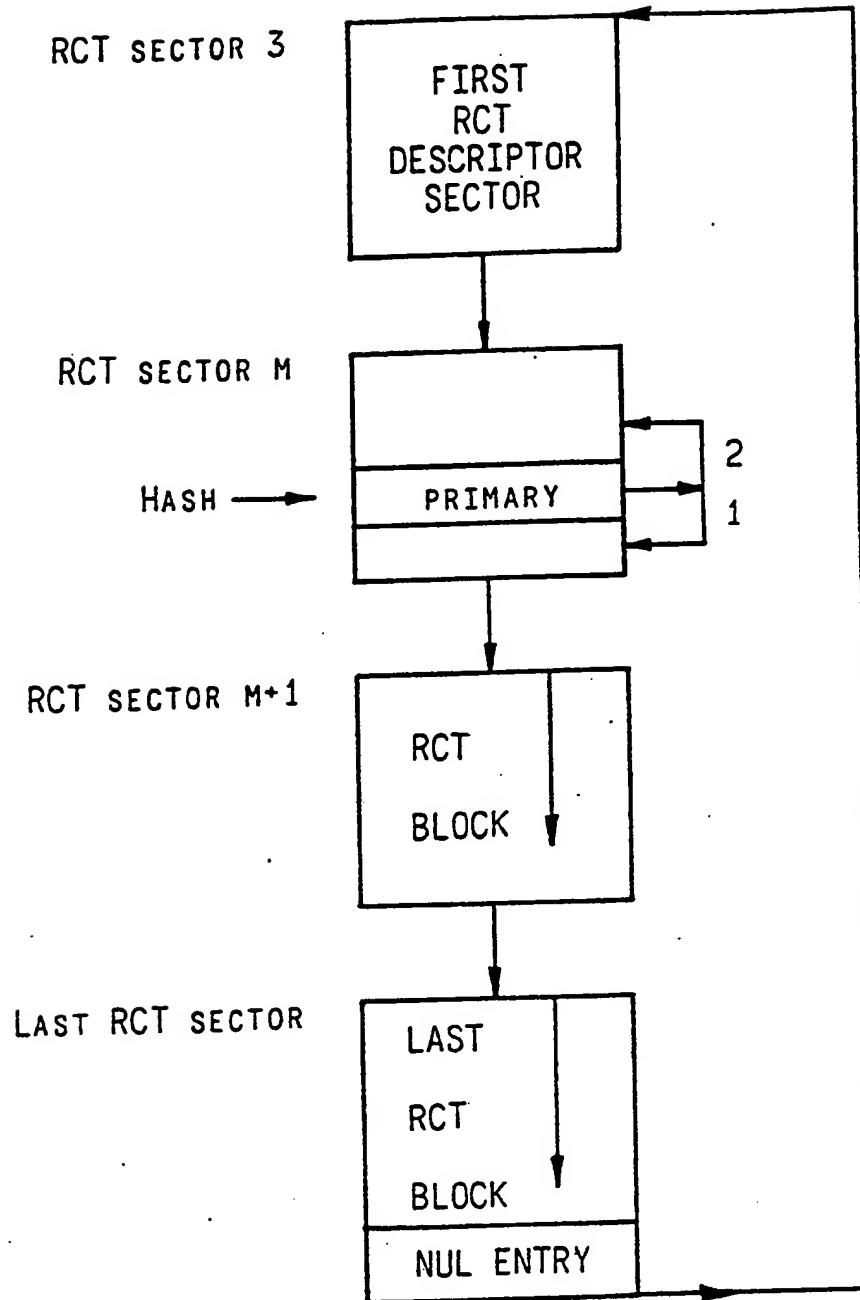 RCT SECTOR 3
FIRST
RCT
DESCRIPTOR
SECTOR
RCT SECTOR M
2
HASH
PRIMARY
1
RCT SECTOR M+1
RCT
BLOCK
LAST RCT SECTOR
LAST
RCT
BLOCK
NUL ENTRY